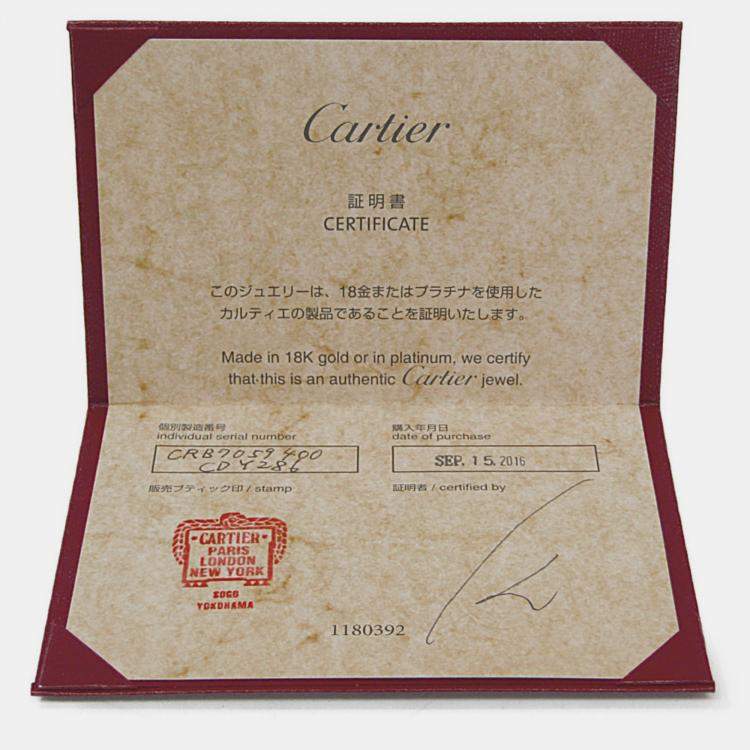 Cartier
証明書
CERTIFICATE
このジュエリーは、18金またはプラチナを使用した
カルティエの製品であることを証明いたします。
Made in 18K gold or in platinum, we certify
that this is an authentic Cartier jewel.
個別製造番号
individual serial number
CRB7059400
CDY286
購入年月日
date of purchase
SEP. 15. 2016
販売ブティック印 / stamp
証明者 / certified by
CARTIER
PARIS
LONDON
NEW YORK
SOGO
YOKOHAMA
1180392